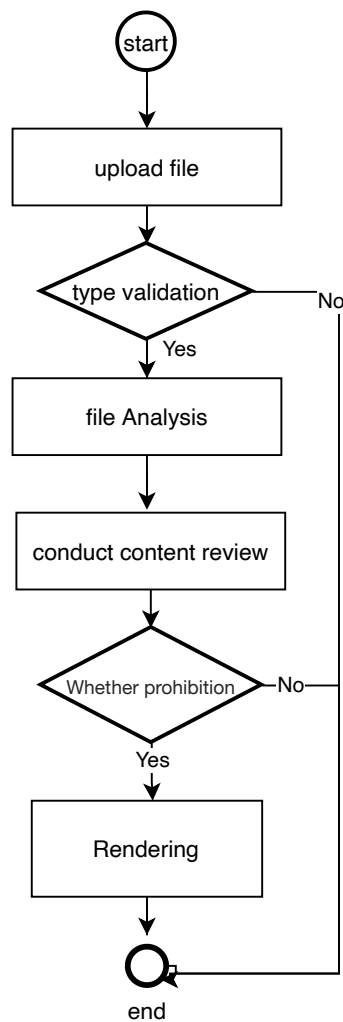 start
upload file
type validation
No
Yes
file Analysis
conduct content review
Whether prohibition
No
Yes
Rendering
end